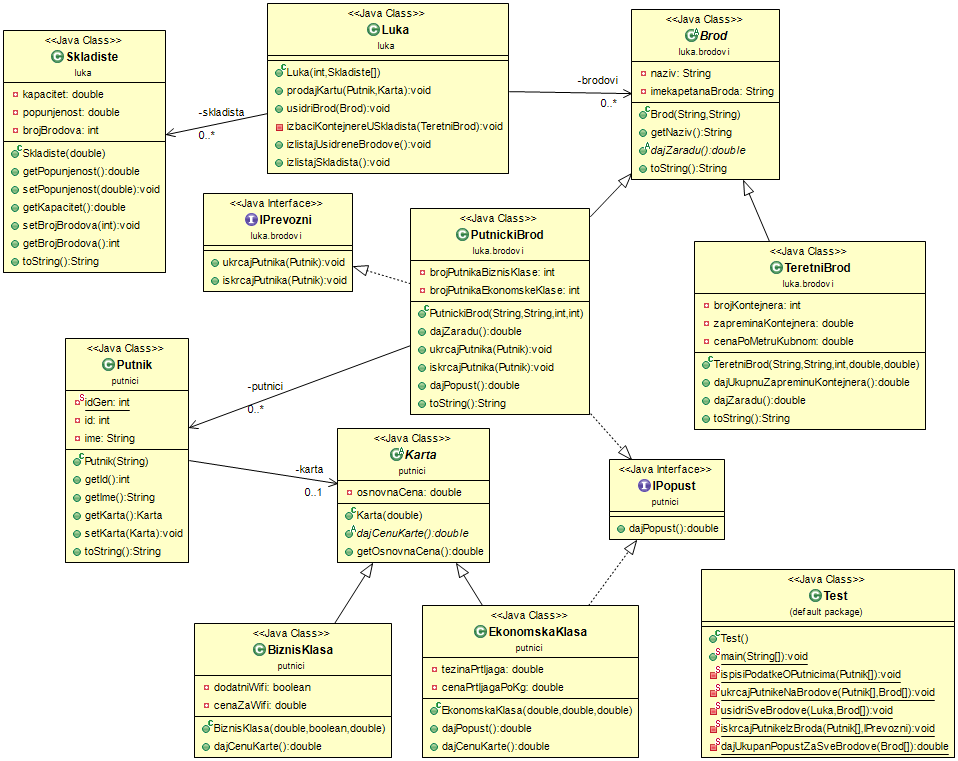 <<Java Class>>
Skladiste
luka
kapacitet: double
popunjenost: double
brojBrodova: int
Skladiste(double)
getPopunjenost():double
setPopunjenost(double):void
getKapacitet():double
setBrojBrodova(int):void
getBrojBrodova():int
toString():String
-skladista
0..*
<<Java Class>>
Luka
luka
Luka(int,Skladiste[])
prodajKartu(Putnik,Karta):void
usidriBrod(Brod):void
izbaciKontejnereUSkladista(TeretniBrod):void
izlistajUsidreneBrodove():void
izlistajSkladista():void
-brodovi
0..*
<<Java Class>>
Brod
luka.brodovi
naziv: String
imekapetanaBroda: String
Brod(String,String)
getNaziv():String
dajZaradu():double
toString():String
<<Java Interface>>
IPrevozni
luka.brodovi
ukrcajPutnika(Putnik):void
iskrcajPutnika(Putnik):void
<<Java Class>>
PutnickiBrod
luka.brodovi
brojPutnikaBiznisKlase: int
brojPutnikaEkonomskeKlase: int
PutnickiBrod(String,String,int,int)
dajZaradu():double
ukrcajPutnika(Putnik):void
iskrcajPutnika(Putnik):void
dajPopust():double
toString():String
<<Java Class>>
TeretniBrod
luka.brodovi
brojKontejnera: int
zapreminaKontejnera: double
cenaPoMetruKubnom: double
TeretniBrod(String,String,int,double,double)
dajUkupnuZapreminuKontejnera():double
dajZaradu():double
toString():String
-putnici
0..*
<<Java Class>>
Putnik
putnici
idGen: int
id: int
ime: String
Putnik(String)
getId():int
getIme():String
getKarta():Karta
setKarta(Karta):void
toString():String
-karta
0..1
<<Java Class>>
Karta
putnici
osnovnaCena: double
Karta(double)
dajCenuKarte():double
getOsnovnaCena():double
<<Java Interface>>
IPopust
putnici
dajPopust():double
<<Java Class>>
BiznisKlasa
putnici
dodatniWifi: boolean
cenaZaWifi: double
BiznisKlasa(double,boolean,double)
dajCenuKarte():double
<<Java Class>>
EkonomskaKlasa
putnici
tezinaPrtljaga: double
cenaPrtljagaPoKg: double
EkonomskaKlasa(double,double,double)
dajPopust():double
dajCenuKarte():double
<<Java Class>>
Test
(default package)
Test()
main(String[]):void
ispisiPodatkeOPutnicima(Putnik[]):void
ukrcajPutnikeNaBrodove(Putnik[],Brod[]):void
usidriSveBrodove(Luka,Brod[]):void
iskrcajPutnikeIzBroda(Putnik[],IPrevozni):void
dajUkupanPopustZaSveBrodove(Brod[]):double